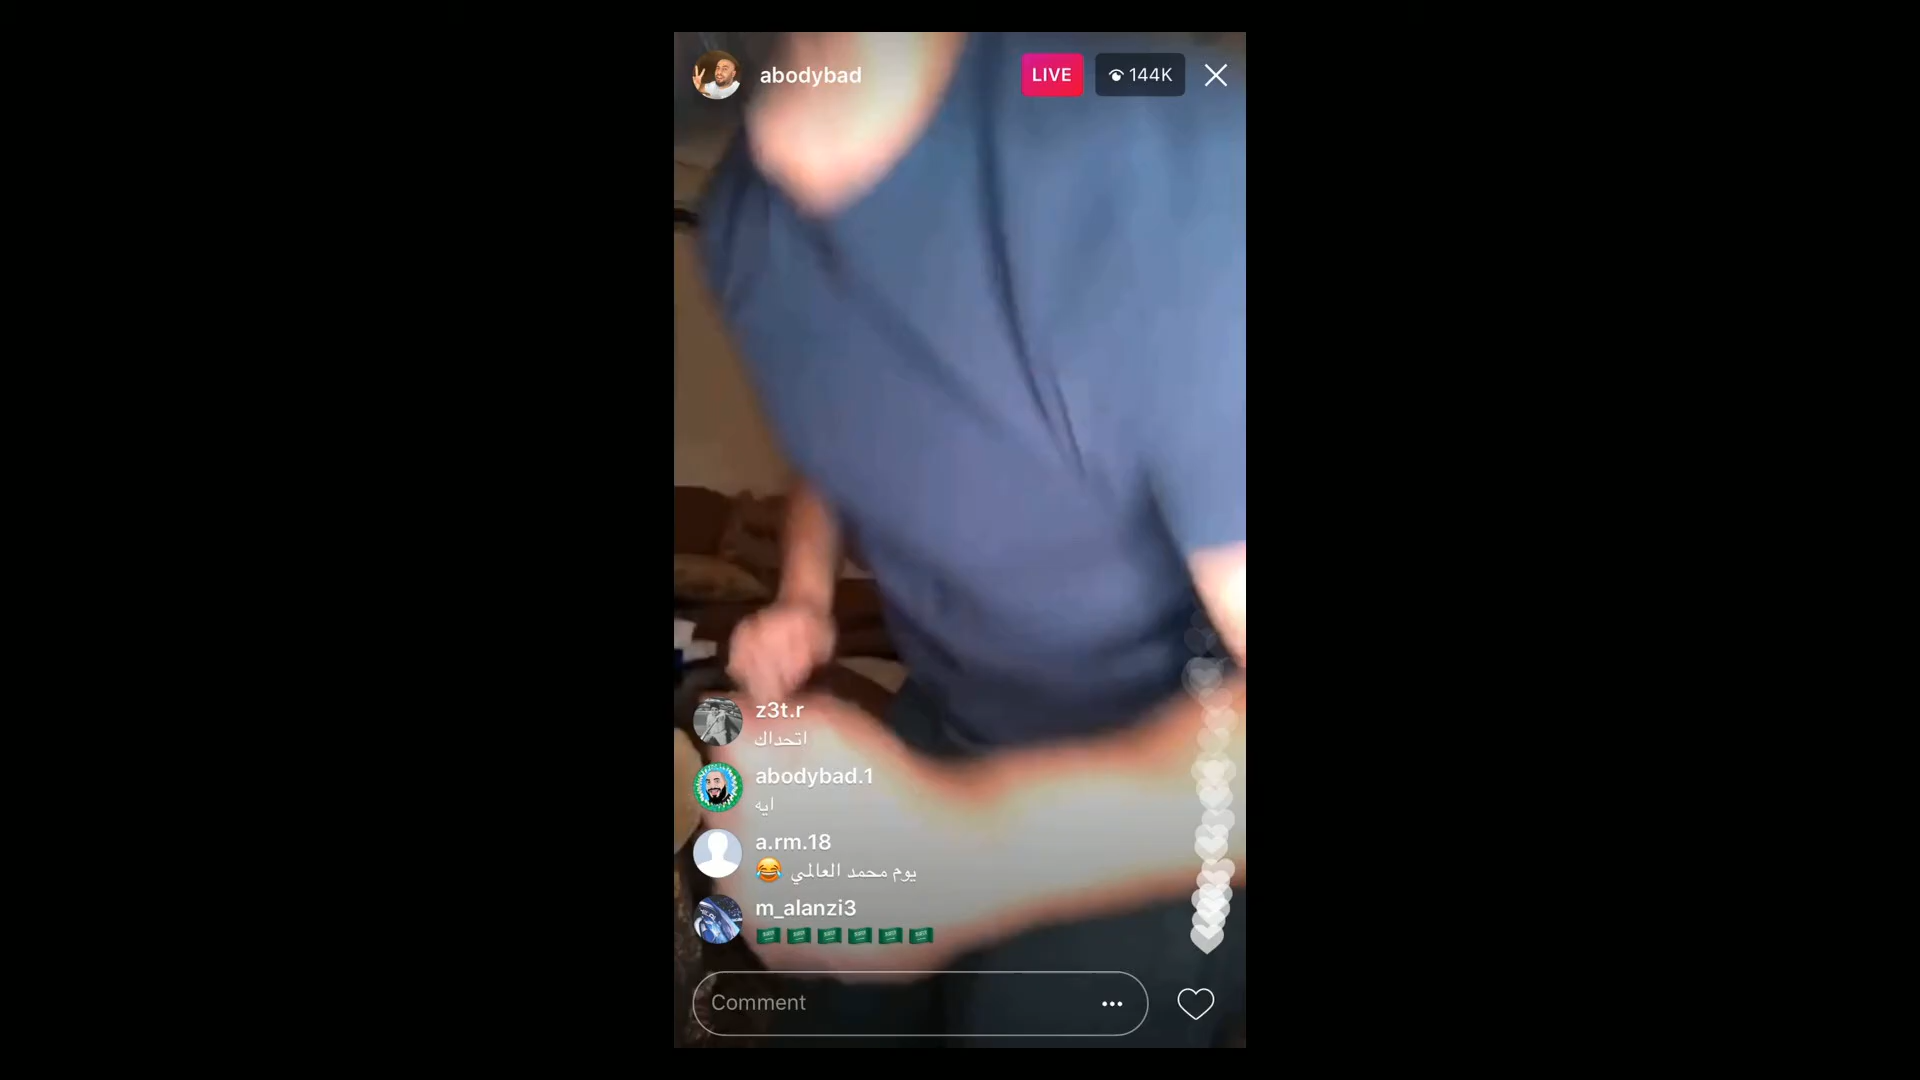 abodybad
LIVE
144K
z3t.r
اتحداك
abodybad.1
ايه
a.rm.18
يوم محمد العالمي 😂
m_alanzi3
🇸🇦🇸🇦🇸🇦🇸🇦🇸🇦🇸🇦
Comment